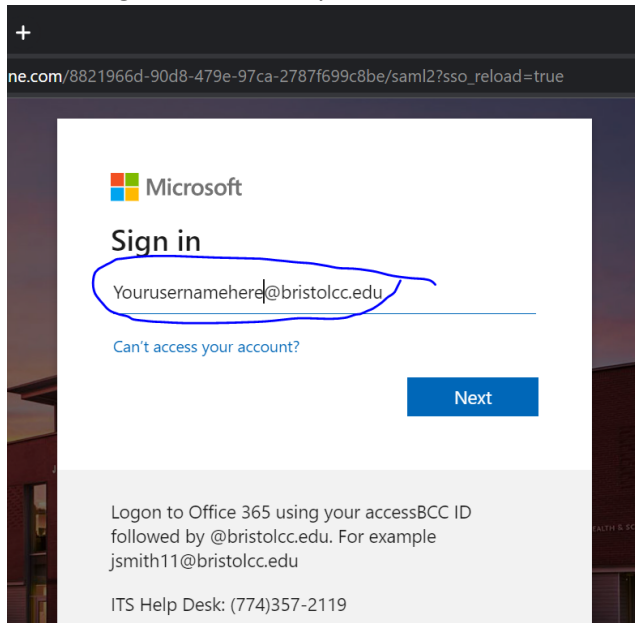 +
ne.com/8821966d-90d8-479e-97ca-2787f699c8be/saml2?sso_reload=true
Microsoft
Sign in
Yourusernamehere@bristolcc.edu
Can't access your account?
Next
Logon to Office 365 using your accessBCC ID
followed by @bristolcc.edu. For example
jsmith11@bristolcc.edu
ITS Help Desk: (774)357-2119